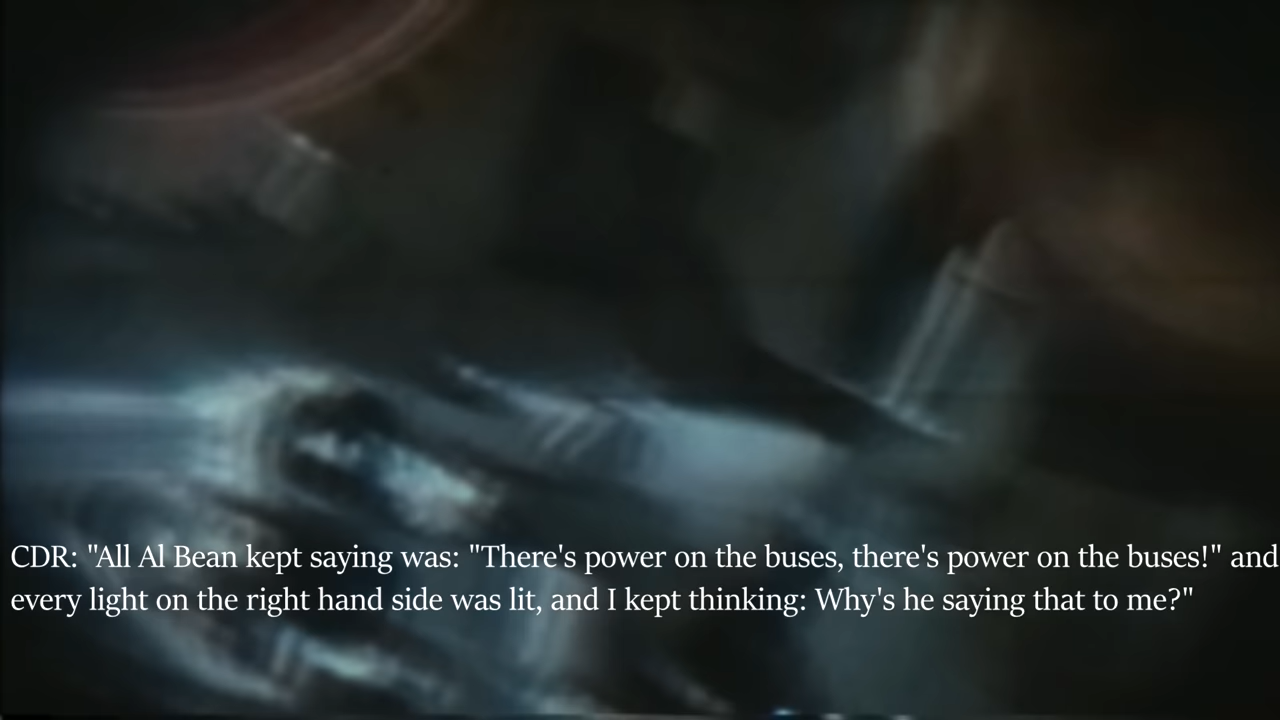 CDR: "All Al Bean kept saying was: "There's power on the buses, there's power on the buses!" and
every light on the right hand side was lit, and I kept thinking: Why's he saying that to me?"